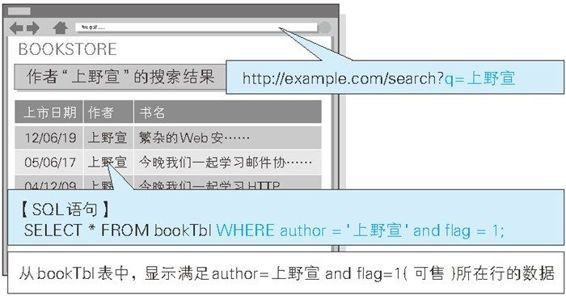 BOOKSTORE
作者“上野宣”的搜索结果
http://example.com/search?q=上野宣
上市日期 作者 书名
12/06/19 上野宣 繁杂的Web安……
05/06/17 上野宣 今晚我们一起学习邮件协……
04/12/09 上野宣 今晚我们一起学习HTTP
【SQL语句】
SELECT * FROM bookTbl WHERE author = '上野宣' and flag = 1;
从bookTbl表中，显示满足author=上野宣 and flag=1( 可售 )所在行的数据